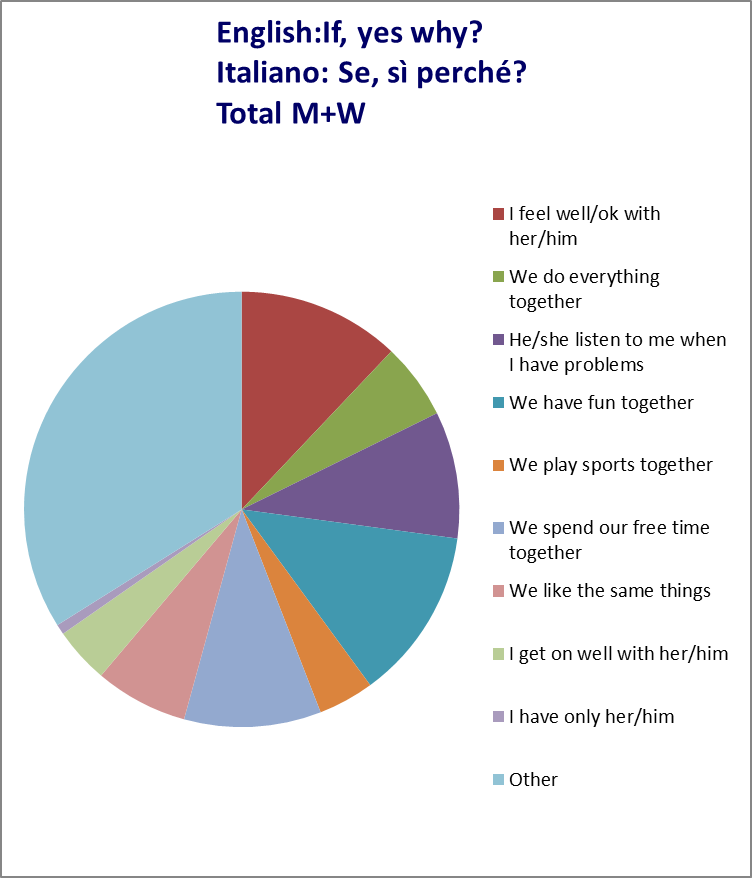 English:If, yes why?
Italiano: Se, sì perché?
Total M+W
I feel well/ok with
her/him
We do everything
together
He/she listen to me when
I have problems
We have fun together
We play sports together
We spend our free time
together
We like the same things
I get on well with her/him
I have only her/him
Other